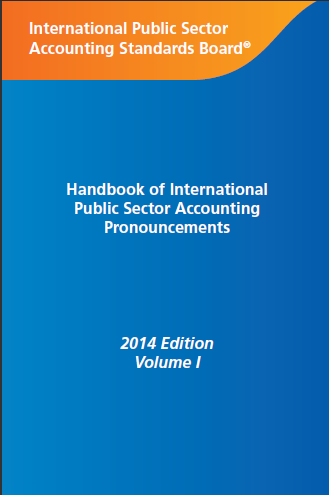 International Public Sector
Accounting Standards Board®
Handbook of International
Public Sector Accounting
Pronouncements
2014 Edition
Volume I